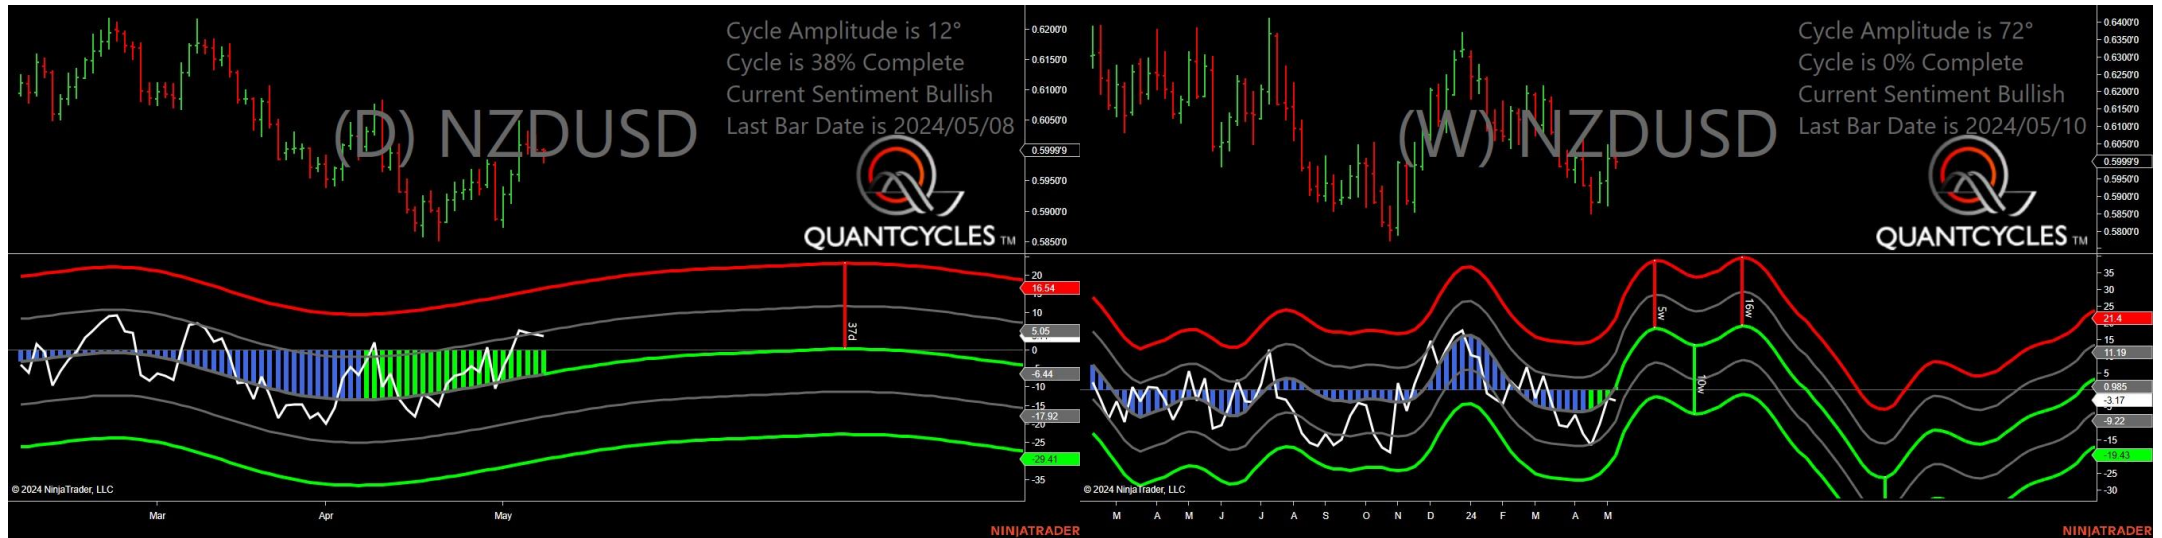 Cycle Amplitude is 12°
Cycle is 38% Complete
Current Sentiment Bullish
Last Bar Date is 2024/05/08
(D) NZDUSD
QUANTCYCLES TM
0.6200'0
0.6150'0
0.6100'0
0.6050'0
0.5999'9
0.5950'0
0.5900'0
0.5850'0
20
16.54
10
5.05
0
-6.44
-10
-15
-17.92
-20
-25
-29.41
-35
37d
© 2024 NinjaTrader, LLC
Mar
Apr
May
NINJATRADER
Cycle Amplitude is 72°
Cycle is 0% Complete
Current Sentiment Bullish
Last Bar Date is 2024/05/10
(W) NZDUSD
QUANTCYCLES TM
0.6400'0
0.6350'0
0.6300'0
0.6250'0
0.6200'0
0.6150'0
0.6100'0
0.6050'0
0.5999'9
0.5950'0
0.5900'0
0.5850'0
0.5800'0
35
30
25
21.4
15
11.19
5
0.985
-3.17
-9.22
-15
-19.43
-25
-30
5w
10w
16w
© 2024 NinjaTrader, LLC
M A M J J A S O N D 24 F M A M
NINJATRADER